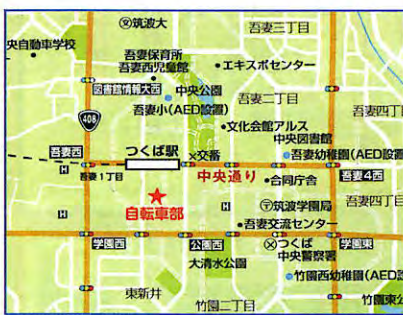 筑波大
吾妻三丁目
央自動車学校
吾妻保育所
吾妻西児童館
エキスポセンター
図書館情報大西
中央公園
吾妻二丁目
吾妻小(AED設置)
吾妻四丁
408
文化会館アルス
中央図書館
吾妻西
つくば駅
交番
吾妻幼稚園(AED設置
吾妻1丁目
中央通り
吾妻4西
H
合同庁舎
自転車部
筑波学園局
吾妻四丁
H
H
吾妻交流センター
学園西
公園西
つくば
中央警察署
学園東
大清水公園
竹園西幼稚園(AED設
東新井
竹園二丁目
竹園東公